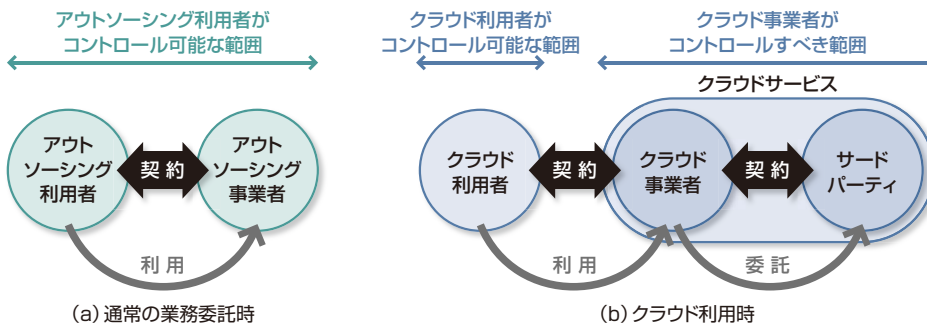 アウトソーシング利用者が
コントロール可能な範囲
アウト
ソーシング
利用者
契約
アウト
ソーシング
事業者
利用
(a)通常の業務委託時
クラウド利用者が
コントロール可能な範囲
クラウド事業者が
コントロールすべき範囲
クラウドサービス
クラウド
利用者
契約
クラウド
事業者
契約
サード
パーティ
利用
委託
(b)クラウド利用時